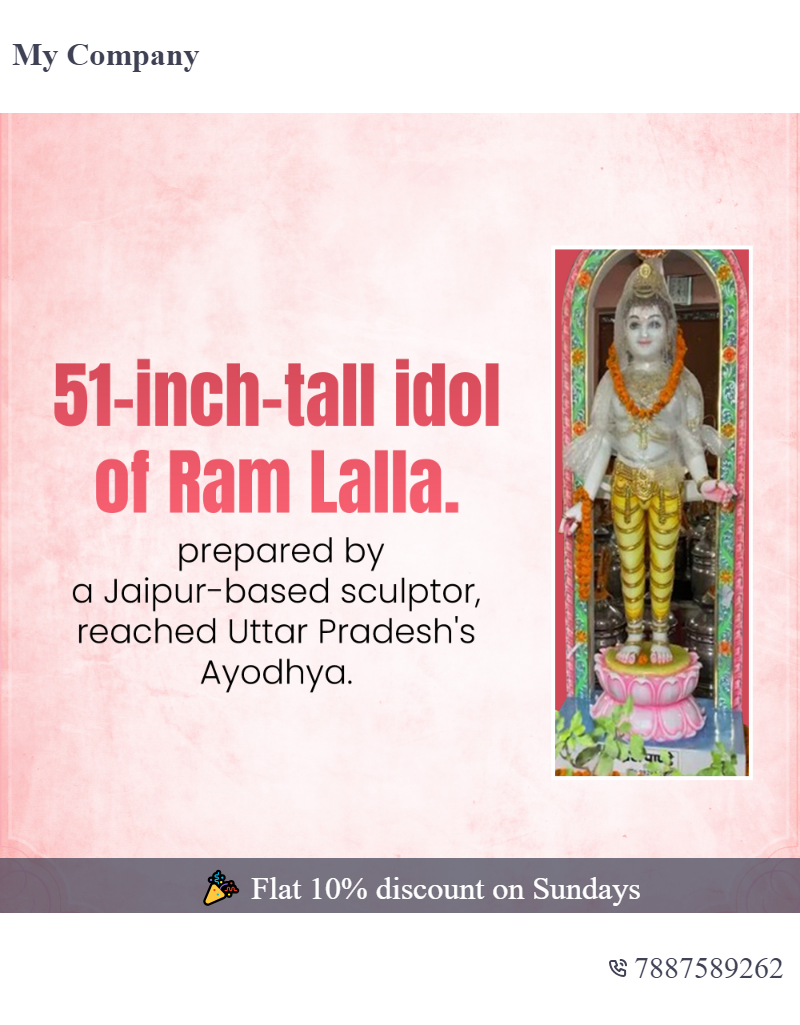 My Company
51-inch-tall idol
of Ram Lalla.
prepared by
a Jaipur-based sculptor,
reached Uttar Pradesh's
Ayodhya.
Flat 10% discount on Sundays
7887589262